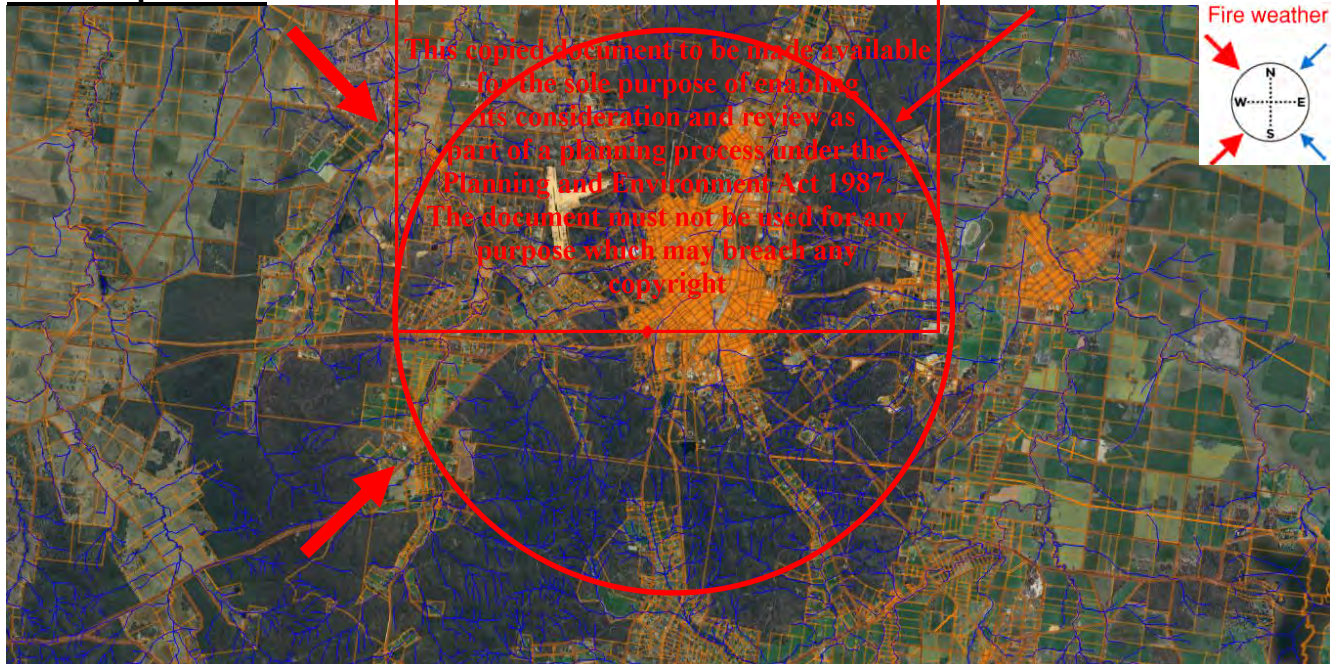 This copied document to be made available
for the sole purpose of enabling
its consideration and review as
part of a planning process under the
Planning and Environment Act 1987.
The document must not be used for any
purpose which may breach any
copyright
Fire weather
N
W
E
S